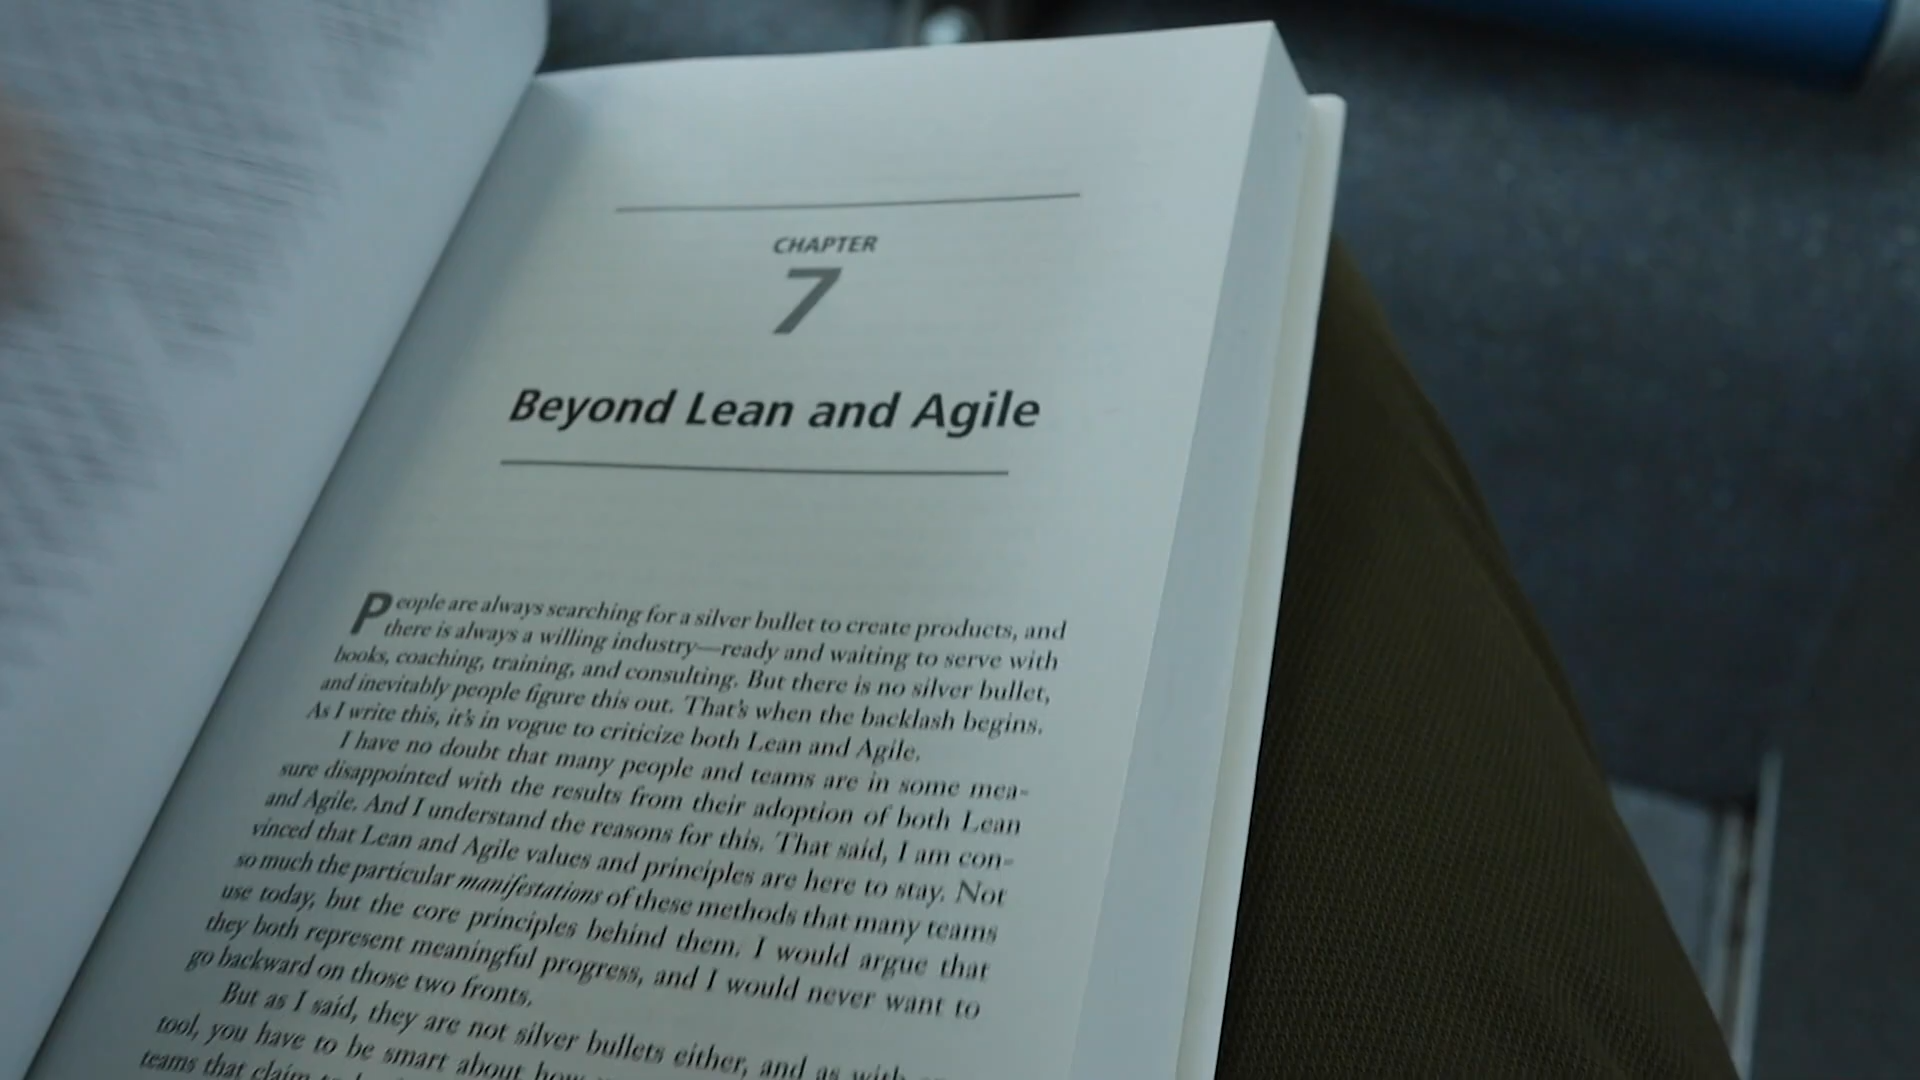 CHAPTER
7
Beyond Lean and Agile
People are always searching for a silver bullet to create products, and
there is always a willing industry—ready and waiting to serve with
books, coaching, training, and consulting. But there is no silver bullet,
and inevitably people figure this out. That's when the backlash begins.
As I write this, it's in vogue to criticize both Lean and Agile.
I have no doubt that many people and teams are in some mea-
sure disappointed with the results from their adoption of both Lean
and Agile. And I understand the reasons for this. That said, I am con-
vinced that Lean and Agile values and principles are here to stay. Not
so much the particular manifestations of these methods that many teams
use today, but the core principles behind them. I would argue that
they both represent meaningful progress, and I would never want to
go backward on those two fronts.
But as I said, they are not silver bullets either, and as with
tool, you have to be smart about how
teams that claim to